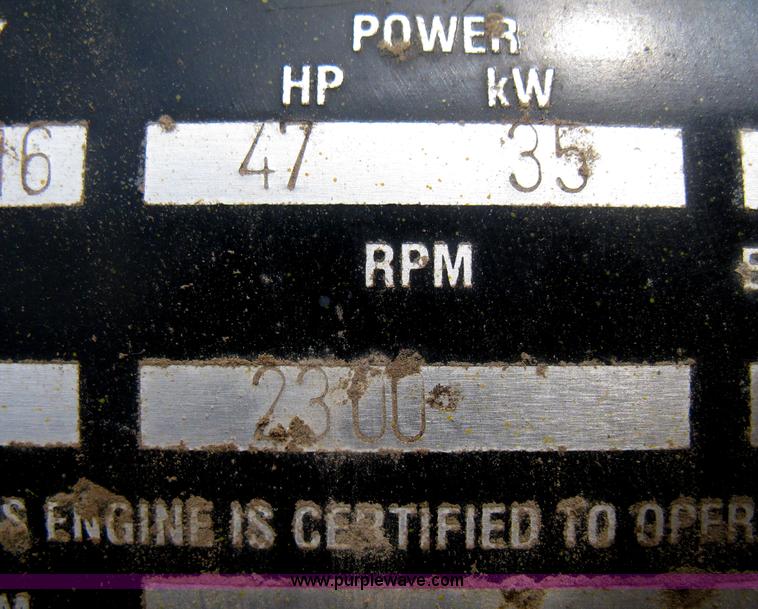 POWER
HP kW
16 47 35
RPM
2300
S ENGINE IS CERTIFIED TO OPER
www.purplewave.com
M